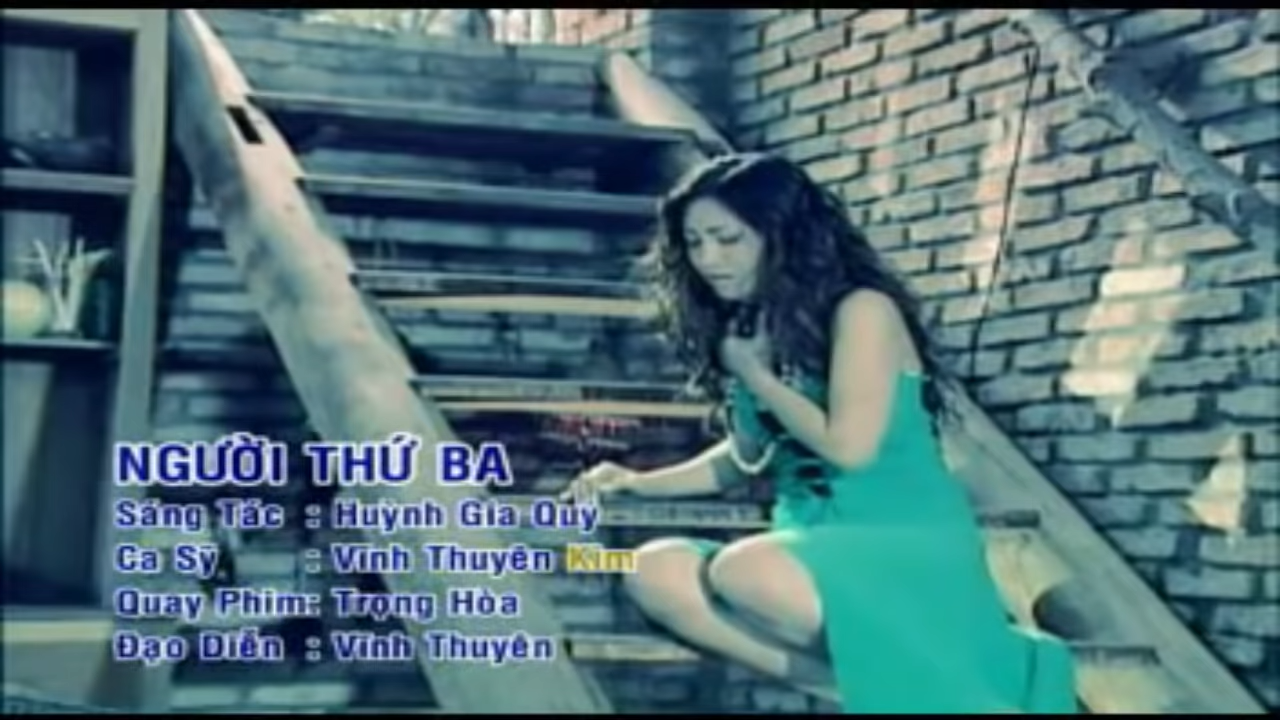 NGƯỜI THỨ BA
Sáng Tác : Huỳnh Gia Quý
Ca Sỹ : Vĩnh Thuyên Kim
Quay Phim: Trọng Hòa
Đạo Diễn : Vĩnh Thuyên